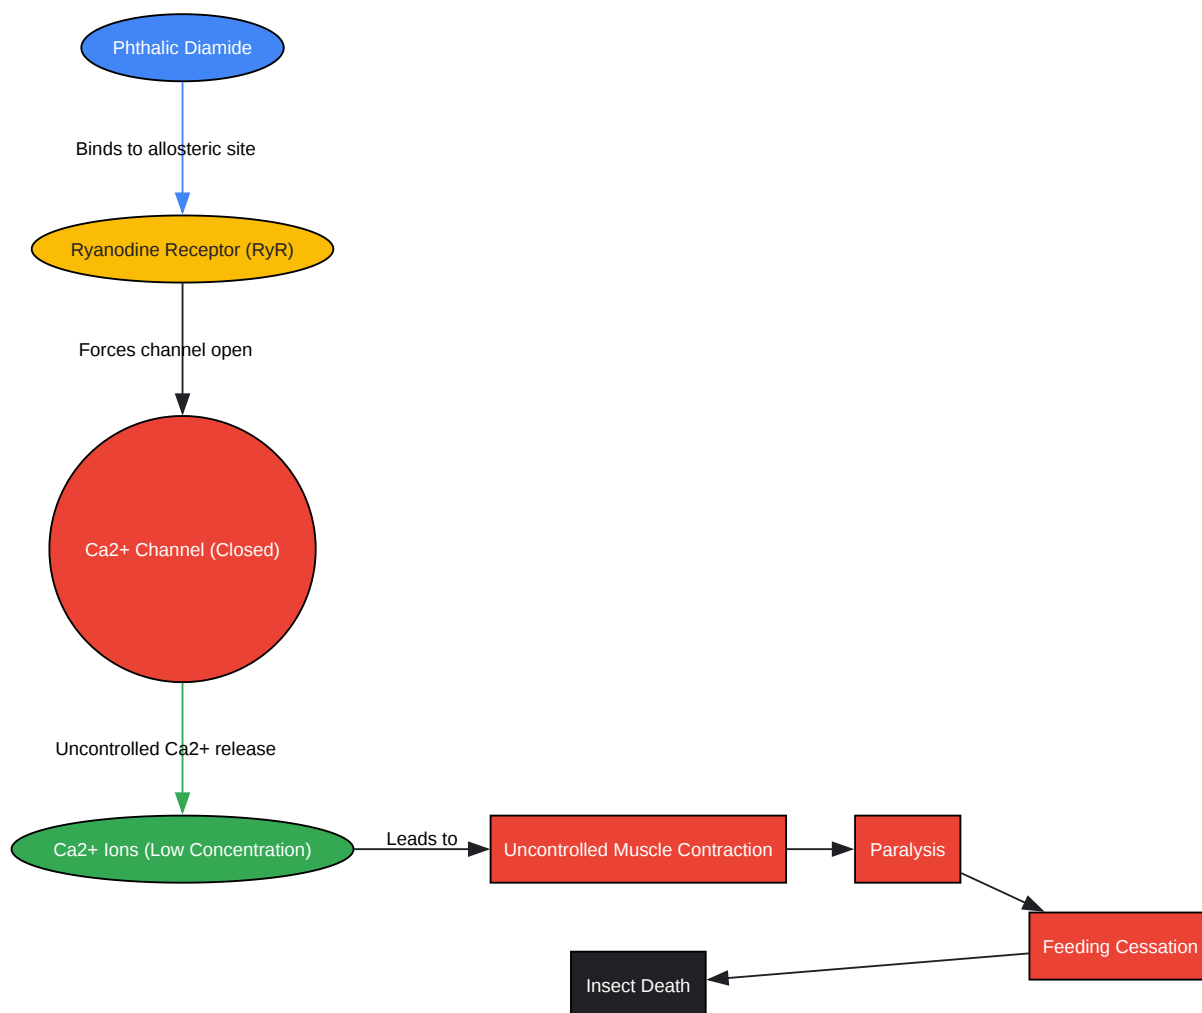 Phthalic Diamide
Binds to allosteric site
Ryanodine Receptor (RyR)
Forces channel open
Ca2+ Channel (Closed)
Uncontrolled Ca2+ release
Ca2+ Ions (Low Concentration)
Leads to
Uncontrolled Muscle Contraction
Paralysis
Feeding Cessation
Insect Death